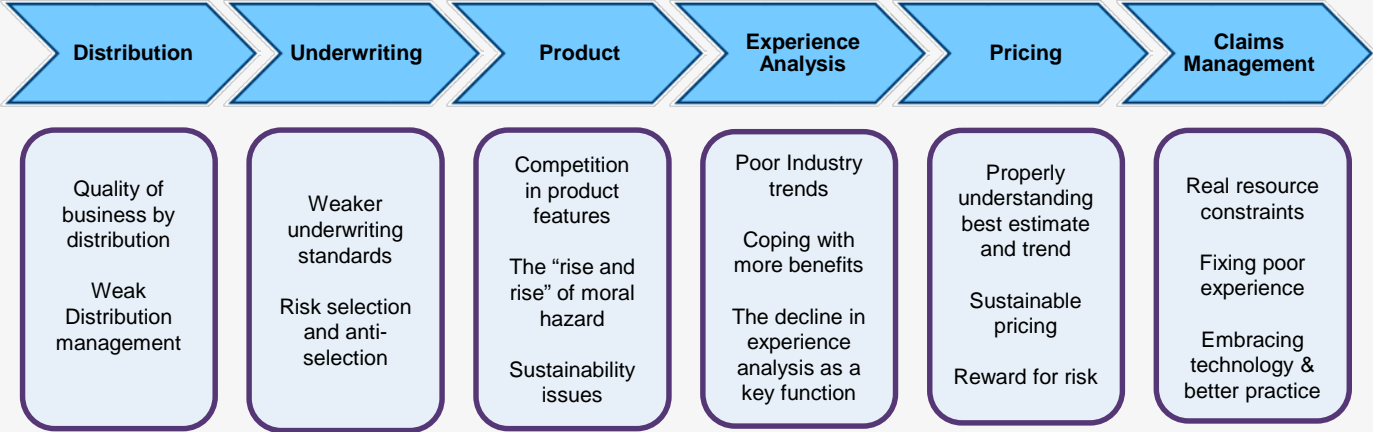 Distribution
Underwriting
Product
Experience
Analysis
Pricing
Claims
Management
Quality of
business by
distribution
Weak
Distribution
management
Weaker
underwriting
standards
Risk selection
and anti-
selection
Competition
in product
features
The “rise and
rise” of moral
hazard
Sustainability
issues
Poor Industry
trends
Coping with
more benefits
The decline in
experience
analysis as a
key function
Properly
understanding
best estimate
and trend
Sustainable
pricing
Reward for risk
Real resource
constraints
Fixing poor
experience
Embracing
technology &
better practice